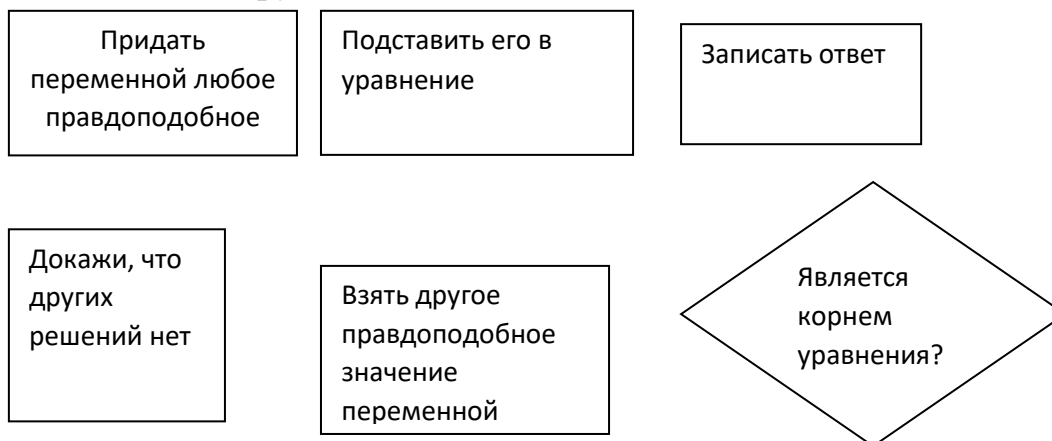 Придать
переменной любое
правдоподобное
Подставить его в
уравнение
Записать ответ
Докажи, что
других
решений нет
Взять другое
правдоподобное
значение
переменной
Является
корнем
уравнения?